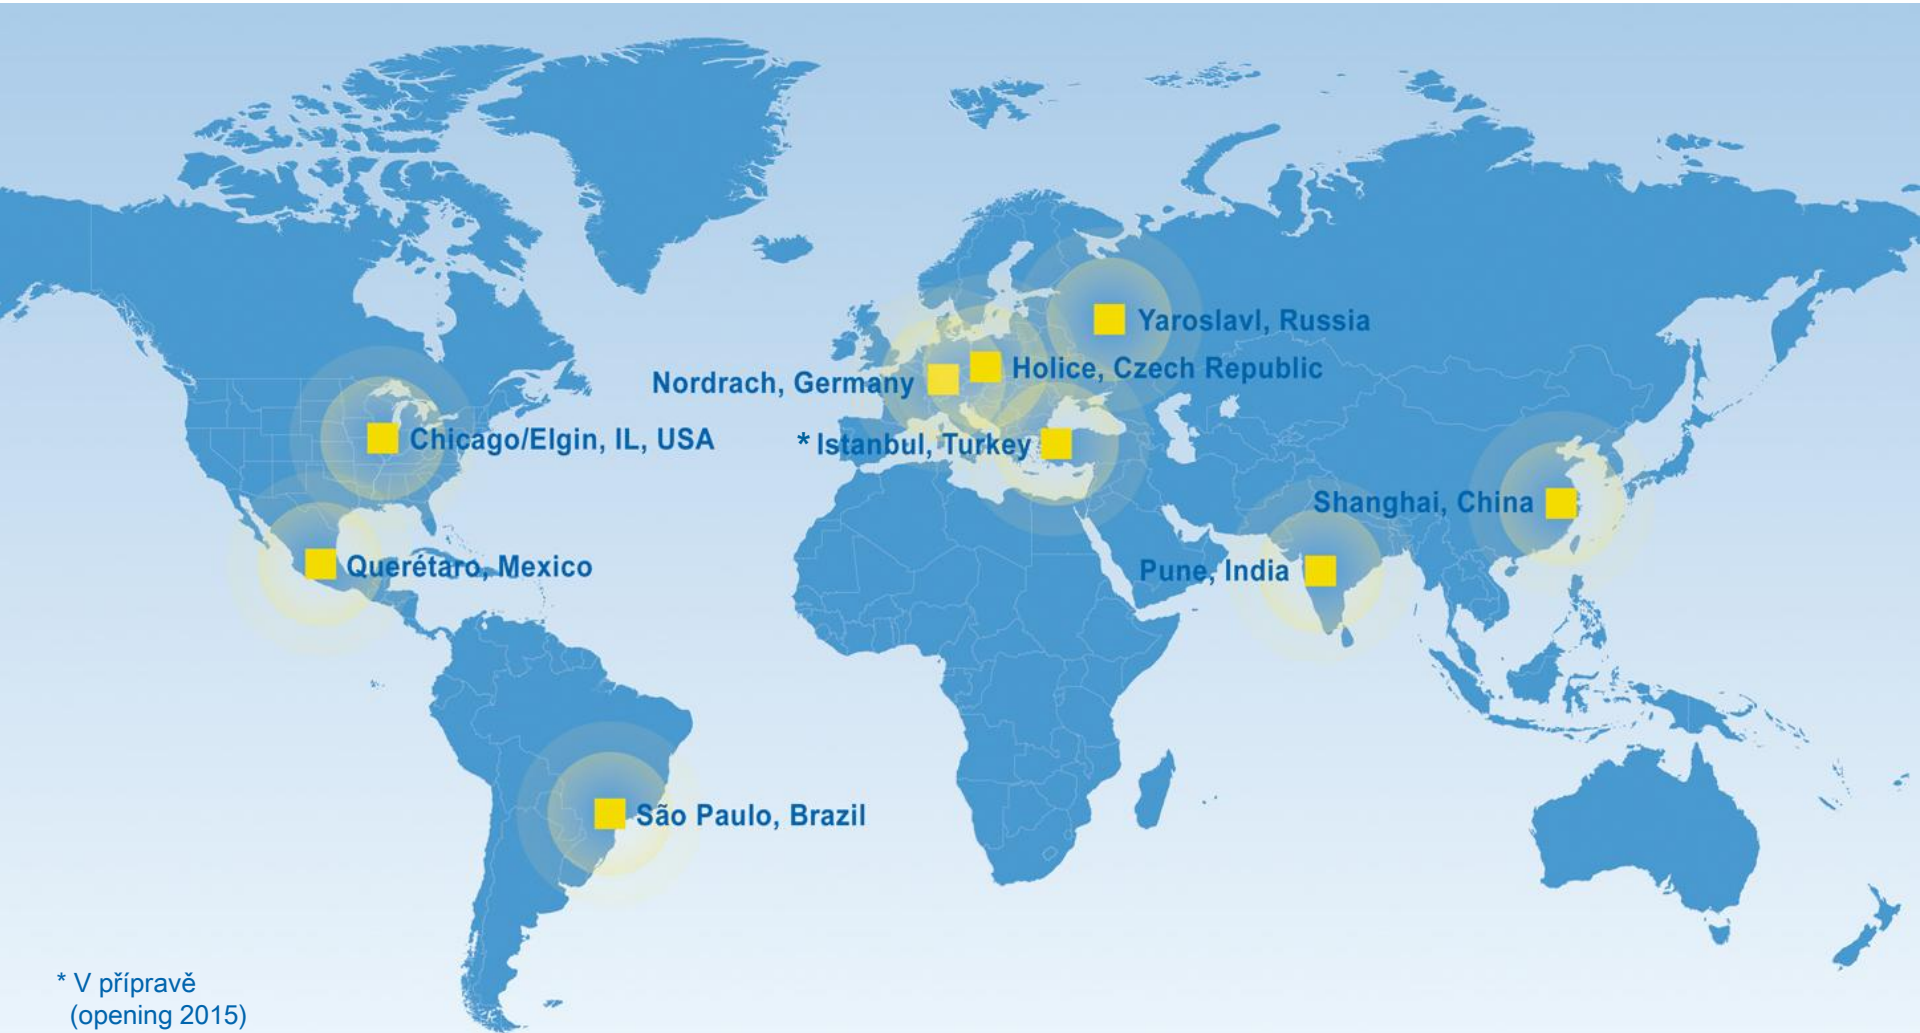 Yaroslavl, Russia
Holice, Czech Republic
Nordrach, Germany
Chicago/Elgin, IL, USA
* Istanbul, Turkey
Shanghai, China
Querétaro, Mexico
Pune, India
São Paulo, Brazil
* V přípravě
(opening 2015)